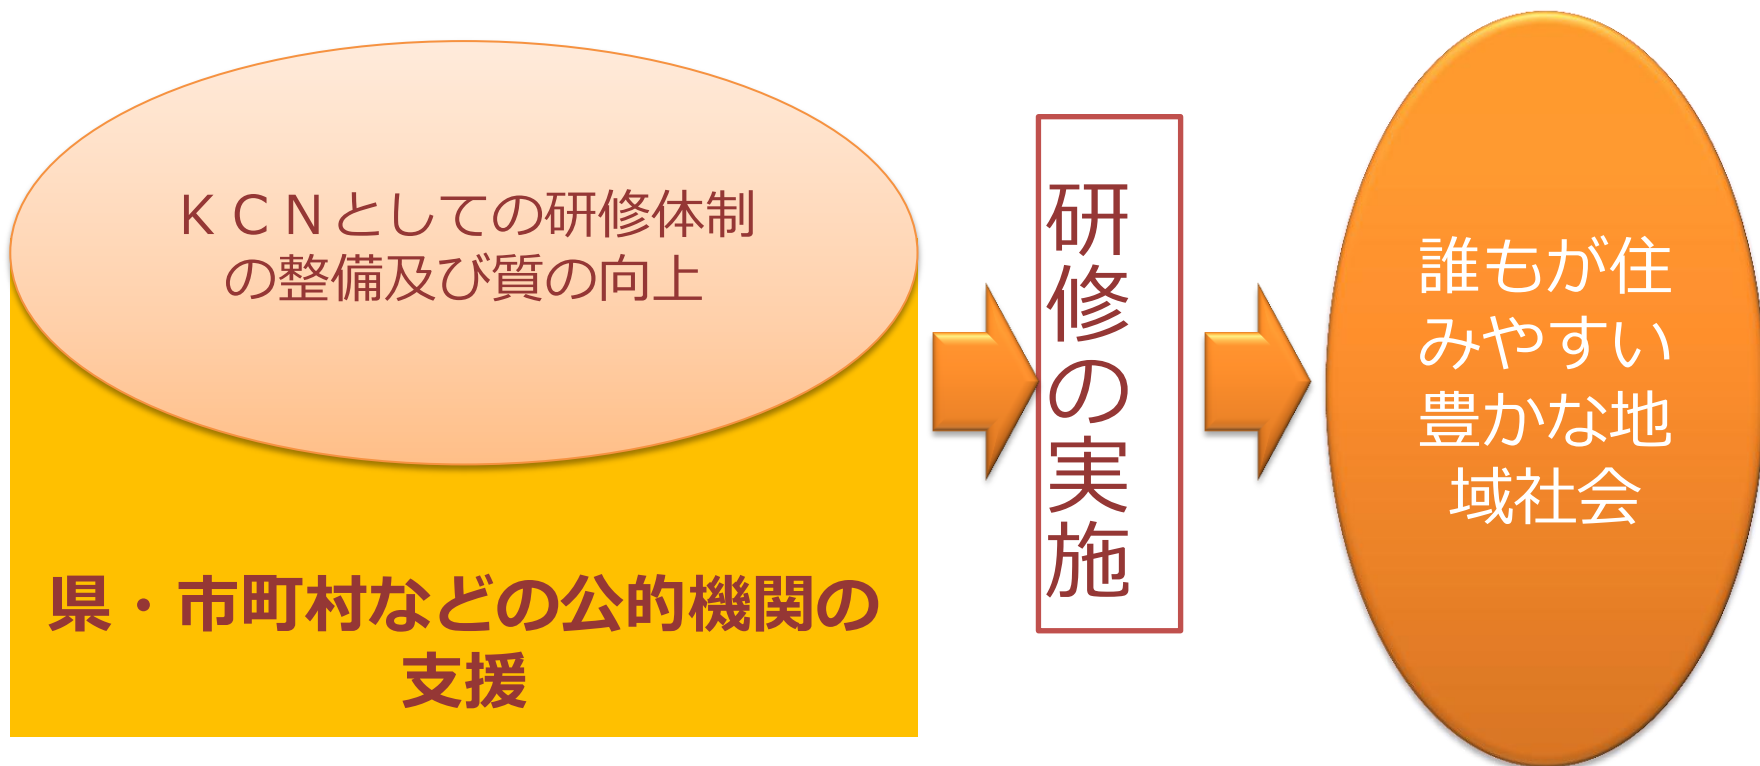 ＫＣＮとしての研修体制
の整備及び質の向上
県・市町村などの公的機関の
支援
研修の実施
誰もが住
みやすい
豊かな地
域社会